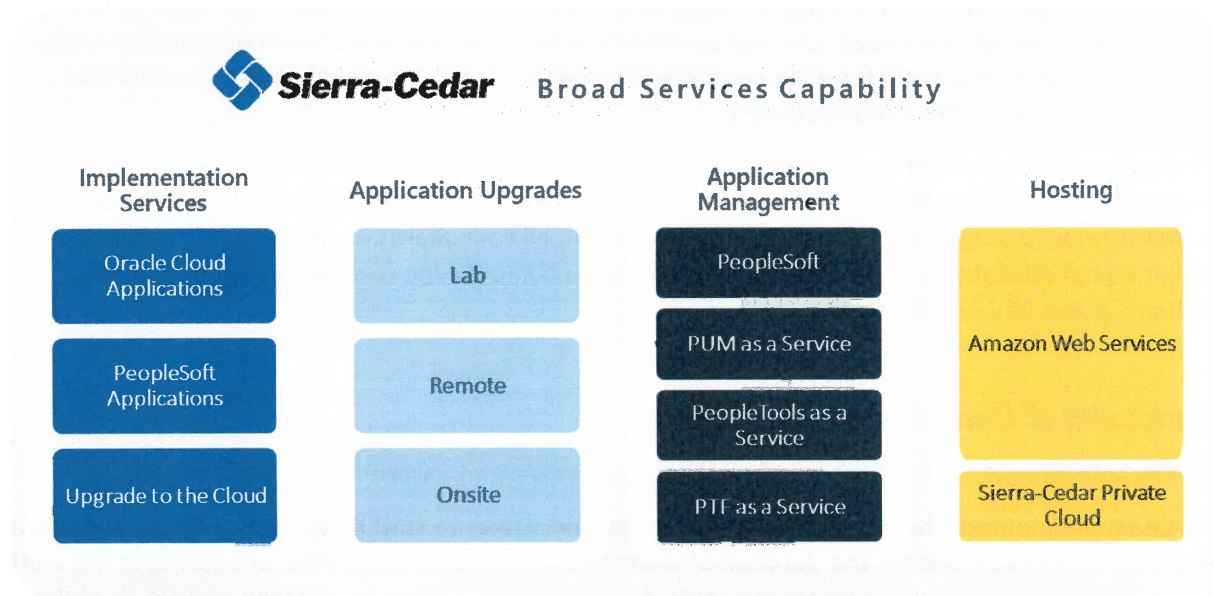 Sierra-Cedar Broad Services Capability
Implementation
Services
Oracle Cloud
Applications
PeopleSoft
Applications
Upgrade to the Cloud
Application Upgrades
Lab
Remote
Onsite
Application
Management
PeopleSoft
PUM as a Service
PeopleTools as a
Service
PTF as a Service
Hosting
Amazon Web Services
Sierra-Cedar Private
Cloud